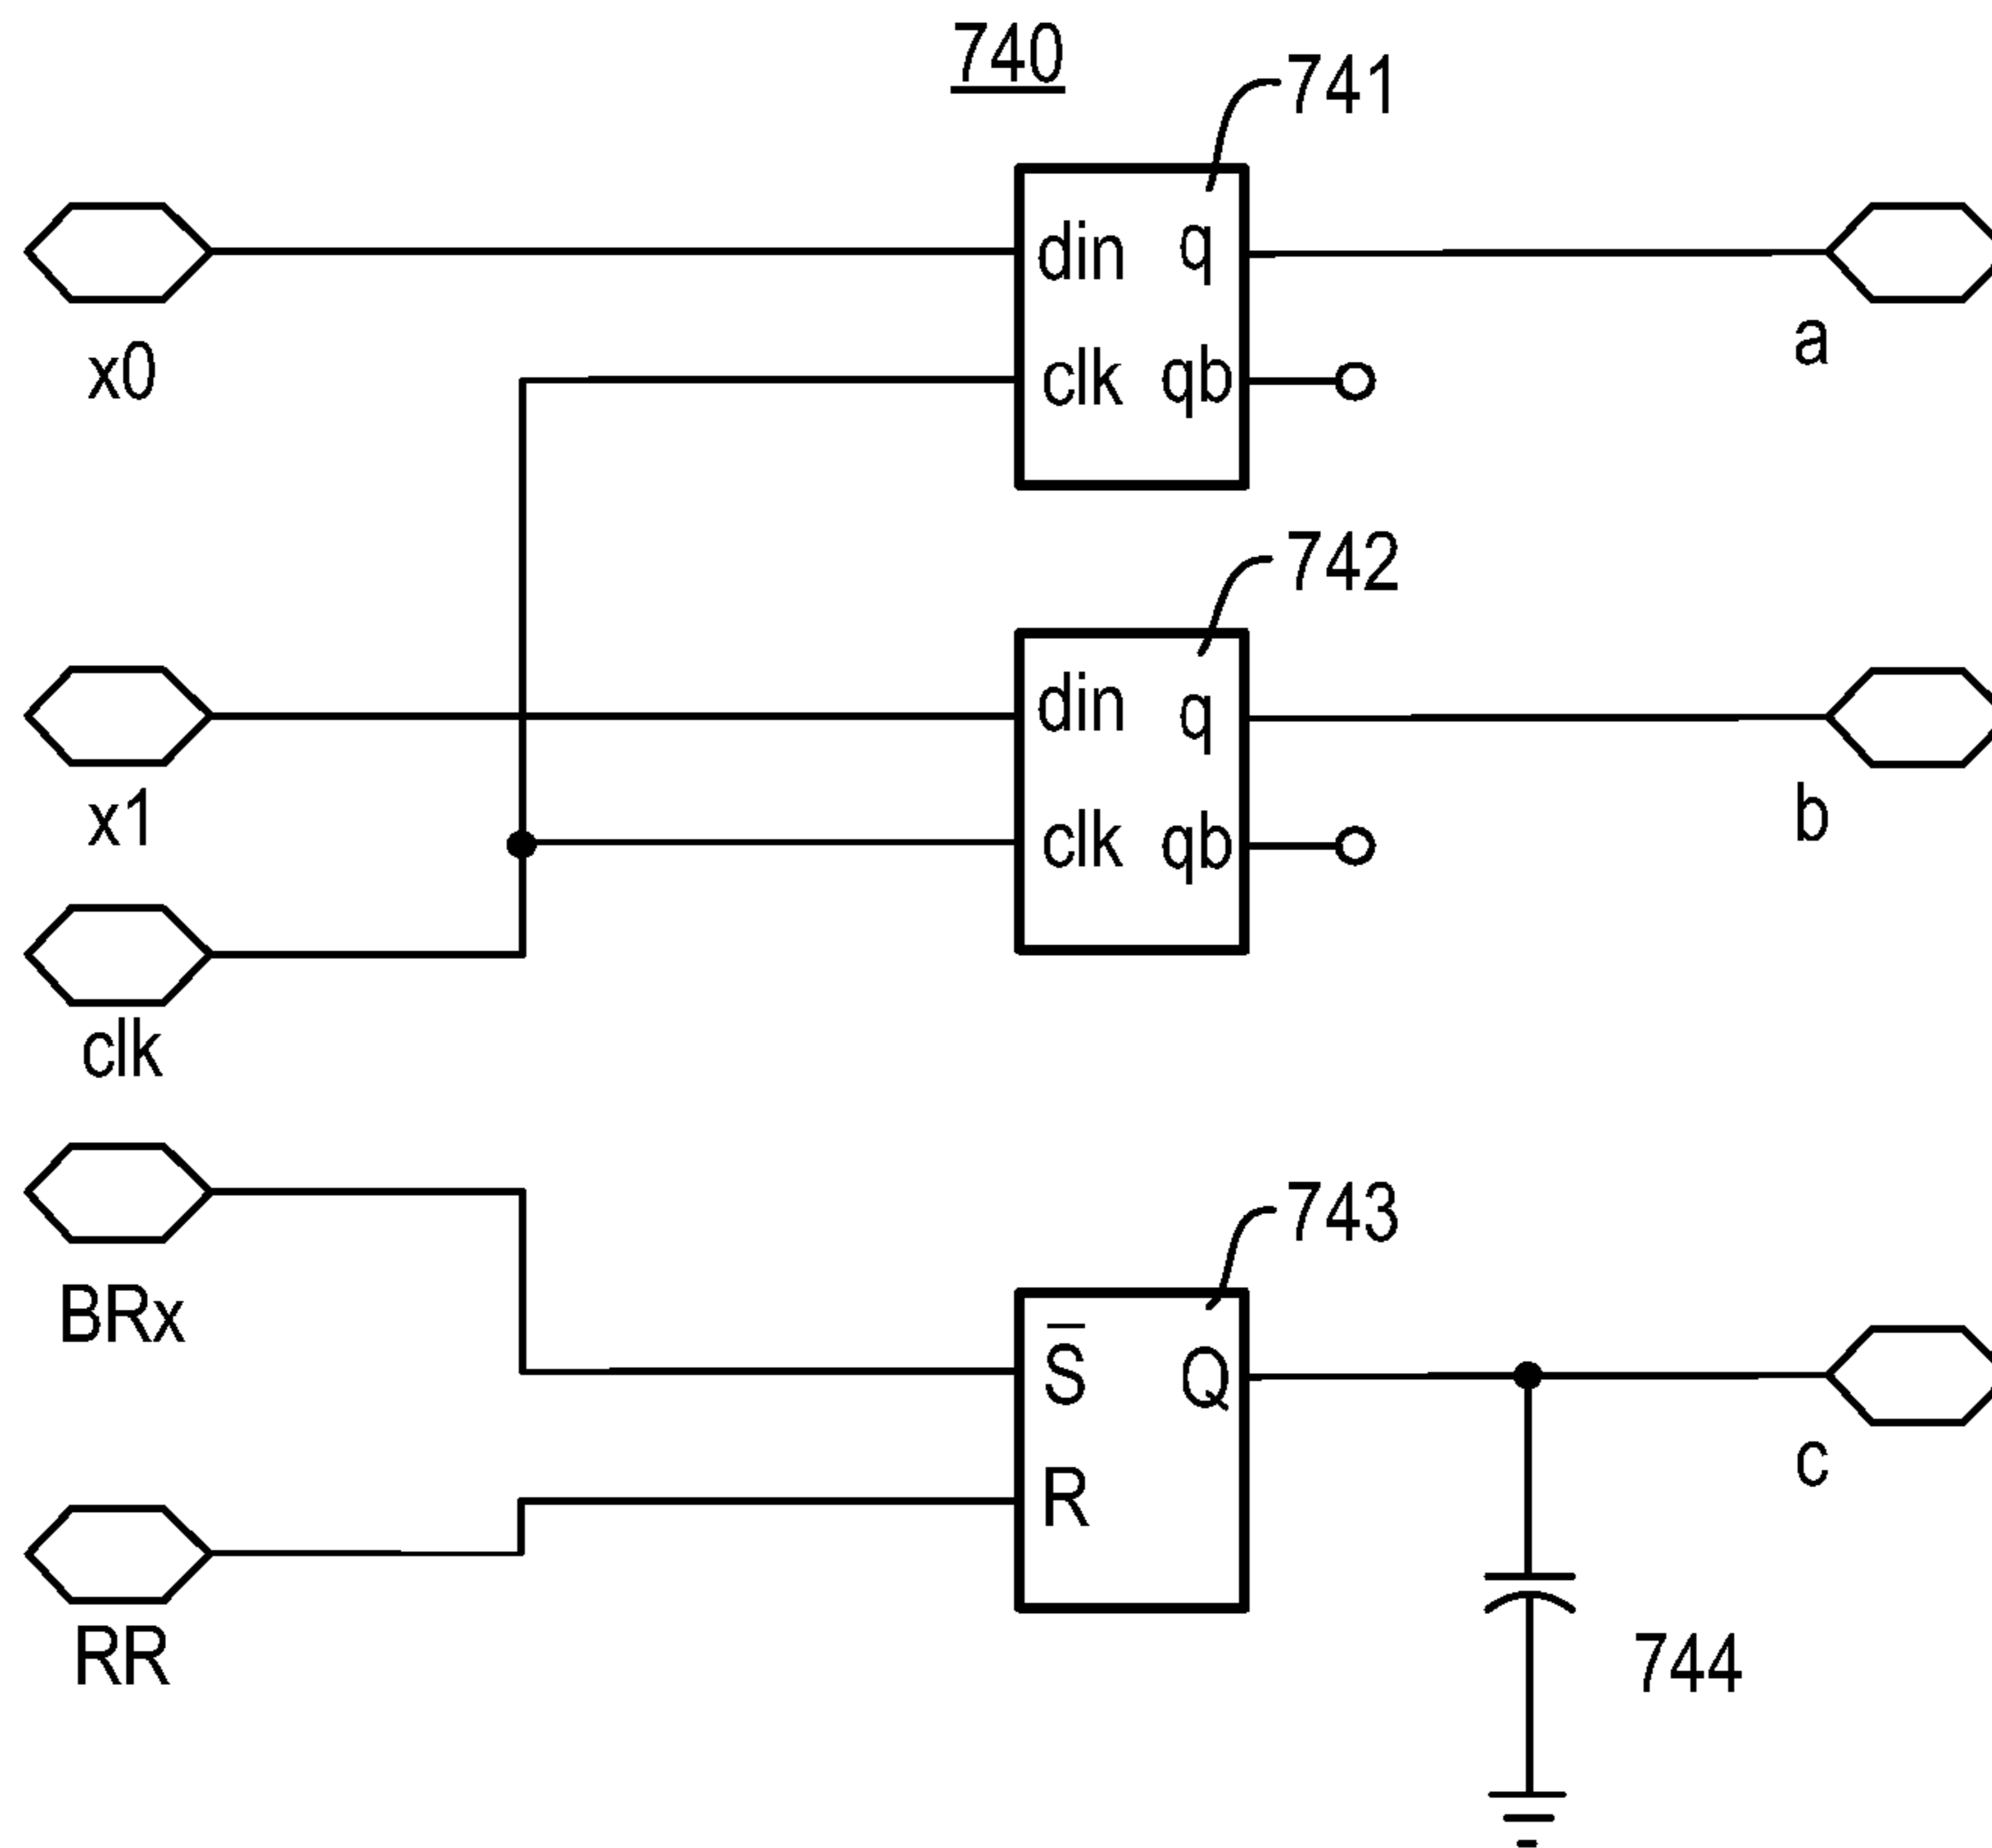 740
741
din q
x0
clk qb
a
742
din q
x1
clk qb
b
clk
BRx
743
S̅ Q
c
R
RR
744